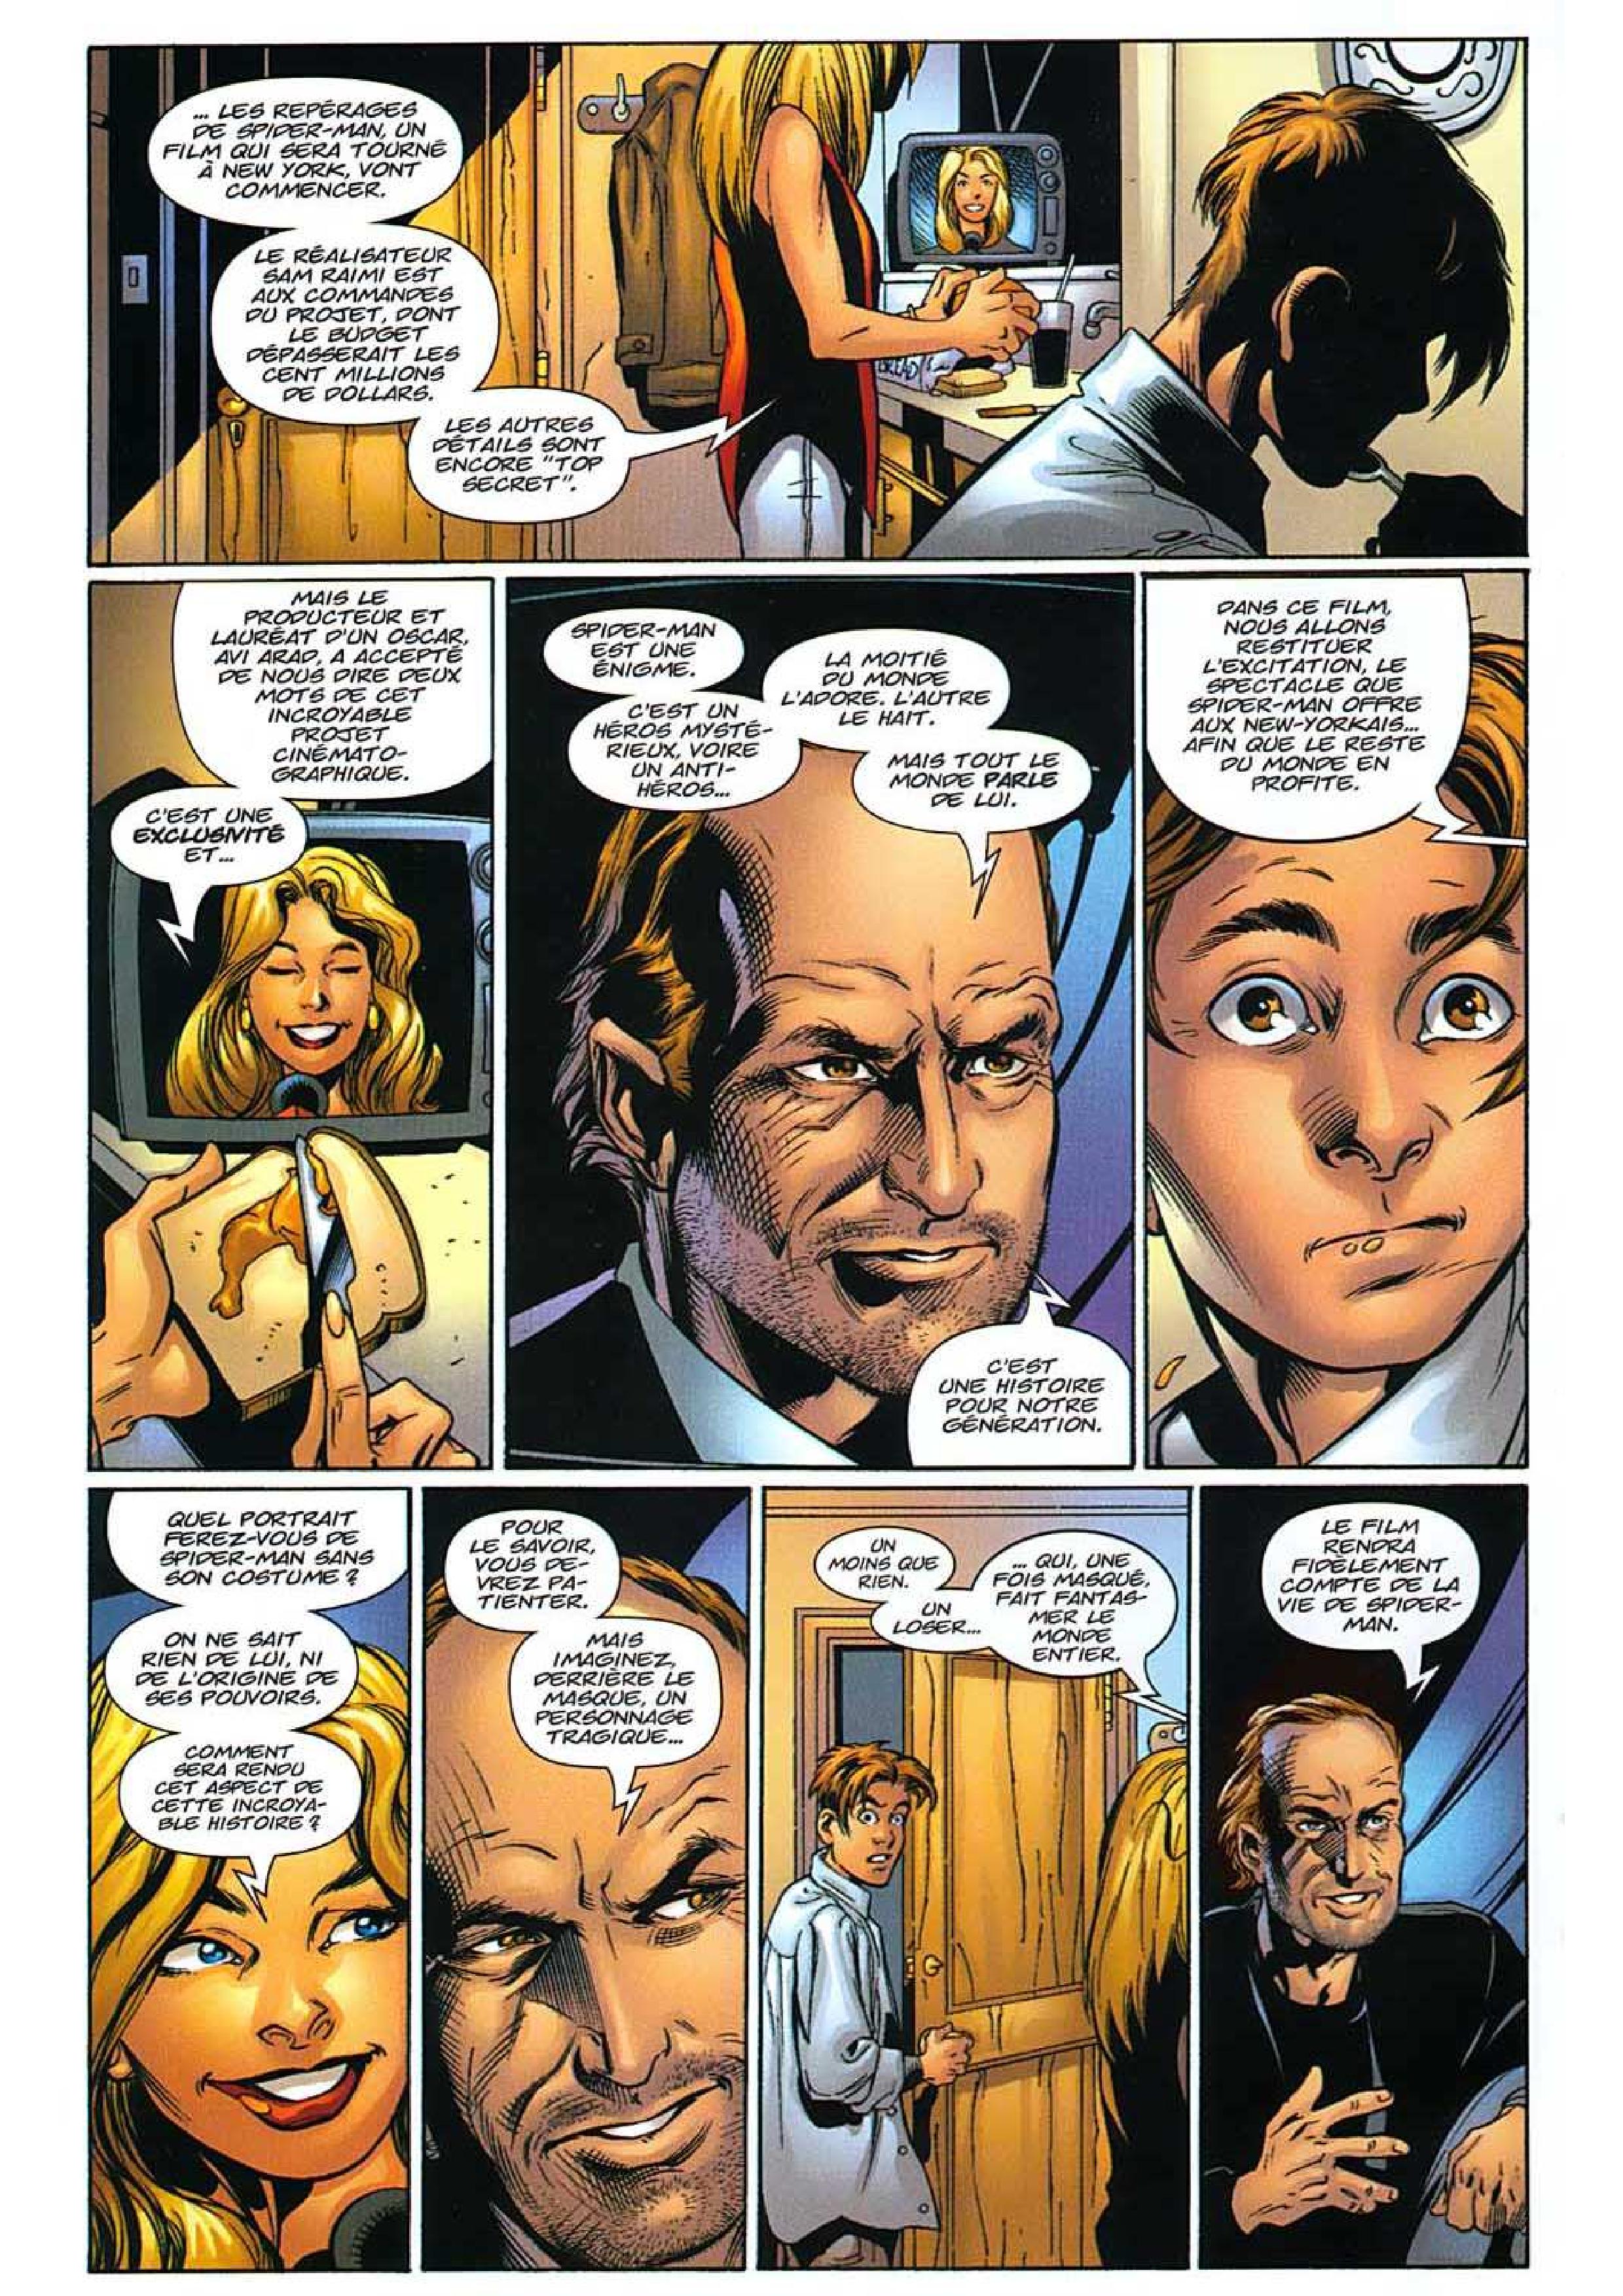 ... LES REPÉRAGES
DE SPIDER-MAN, UN
FILM QUI SERA TOURNÉ
À NEW YORK, VONT
COMMENCER.
LE RÉALISATEUR
SAM RAIMI EST
AUX COMMANDES
DU PROJET, DONT
LE BUDGET
DÉPASSERAIT LES
CENT MILLIONS
DE DOLLARS.
LES AUTRES
DÉTAILS SONT
ENCORE "TOP
SECRET".
BREAD
MAIS LE
PRODUCTEUR ET
LAURÉAT D'UN OSCAR,
AVI ARAD, A ACCEPTÉ
DE NOUS DIRE DEUX
MOTS DE CET
INCROYABLE
PROJET
CINÉMATO-
GRAPHIQUE.
C'EST UNE
EXCLUSIVITÉ
ET...
SPIDER-MAN
EST UNE
ÉNIGME.
C'EST UN
HÉROS MYSTÉ-
RIEUX, VOIRE
UN ANTI-
HÉROS...
LA MOITIÉ
DU MONDE
L'ADORE. L'AUTRE
LE HAIT.
MAIS TOUT LE
MONDE PARLE
DE LUI.
C'EST
UNE HISTOIRE
POUR NOTRE
GÉNÉRATION.
DANS CE FILM,
NOUS ALLONS
RESTITUER
L'EXCITATION, LE
SPECTACLE QUE
SPIDER-MAN OFFRE
AUX NEW-YORKAIS...
AFIN QUE LE RESTE
DU MONDE EN
PROFITE.
QUEL PORTRAIT
FEREZ-VOUS DE
SPIDER-MAN SANS
SON COSTUME ?
ON NE SAIT
RIEN DE LUI, NI
DE L'ORIGINE DE
SES POUVOIRS.
COMMENT
SERA RENDU
CET ASPECT DE
CETTE INCROYA-
BLE HISTOIRE ?
POUR
LE SAVOIR,
VOUS DE-
VREZ PA-
TIENTER.
MAIS
IMAGINEZ,
DERRIÈRE LE
MASQUE, UN
PERSONNAGE
TRAGIQUE...
UN
MOINS QUE
RIEN.
UN
LOSER...
... QUI, UNE
FOIS MASQUÉ,
FAIT FANTAS-
MER LE
MONDE
ENTIER.
LE FILM
RENDRA
FIDÈLEMENT
COMPTE DE LA
VIE DE SPIDER-
MAN.